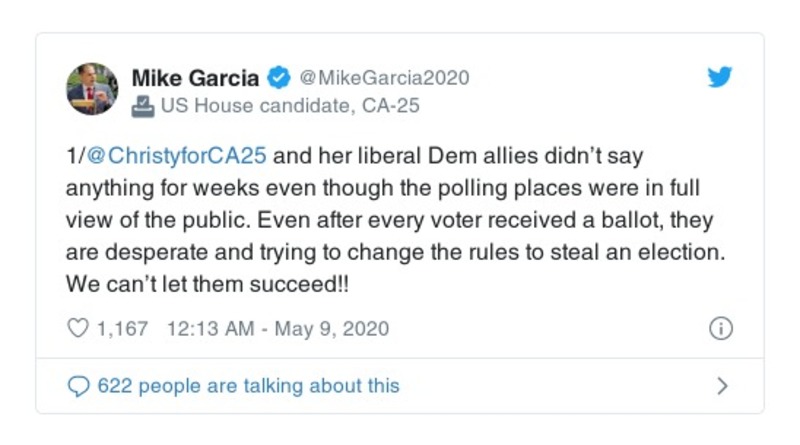 Mike Garcia @MikeGarcia2020
US House candidate, CA-25
1/@ChristyforCA25 and her liberal Dem allies didn’t say
anything for weeks even though the polling places were in full
view of the public. Even after every voter received a ballot, they
are desperate and trying to change the rules to steal an election.
We can’t let them succeed!!
1,167 12:13 AM - May 9, 2020
622 people are talking about this